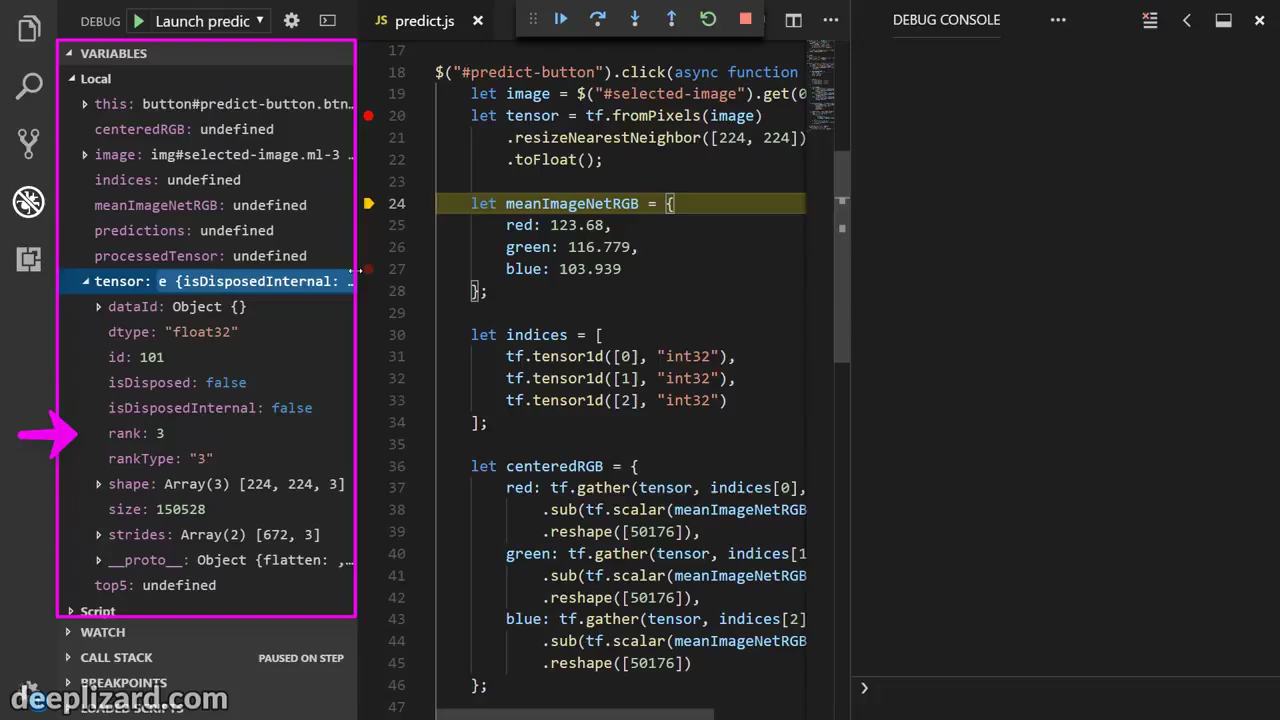 DEBUG
Launch predic
VARIABLES
Local
this: button#predict-button.btn…
centeredRGB: undefined
image: img#selected-image.ml-3 …
indices: undefined
meanImageNetRGB: undefined
predictions: undefined
processedTensor: undefined
tensor: e {isDisposedInternal: …
dataId: Object {}
dtype: "float32"
id: 101
isDisposed: false
isDisposedInternal: false
rank: 3
rankType: "3"
shape: Array(3) [224, 224, 3]
size: 150528
strides: Array(2) [672, 3]
__proto__: Object {flatten: ,…
top5: undefined
Script
WATCH
CALL STACK
PAUSED ON STEP
BREAKPOINTS
LOADED SCRIPTS
deeplizard.com
JS predict.js
17
18 $("#predict-button").click(async function
19 let image = $("#selected-image").get(0
20 let tensor = tf.fromPixels(image)
21 .resizeNearestNeighbor([224, 224])
22 .toFloat();
23
24 let meanImageNetRGB = {
25 red: 123.68,
26 green: 116.779,
27 blue: 103.939
28 };
29
30 let indices = [
31 tf.tensor1d([0], "int32"),
32 tf.tensor1d([1], "int32"),
33 tf.tensor1d([2], "int32")
34 ];
35
36 let centeredRGB = {
37 red: tf.gather(tensor, indices[0],
38 .sub(tf.scalar(meanImageNetRGB
39 .reshape([50176]),
40 green: tf.gather(tensor, indices[1
41 .sub(tf.scalar(meanImageNetRGB
42 .reshape([50176]),
43 blue: tf.gather(tensor, indices[2]
44 .sub(tf.scalar(meanImageNetRGB
45 .reshape([50176])
46 };
47
DEBUG CONSOLE